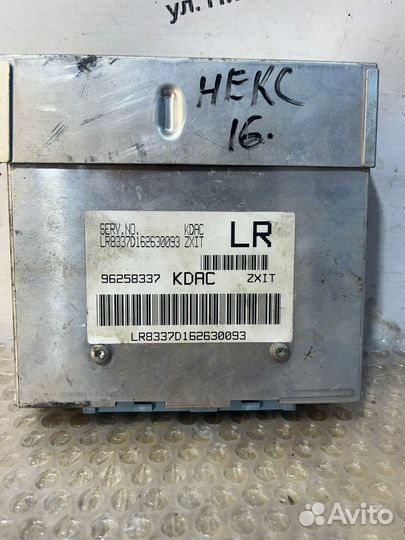 ул.
НЕКС
16.
SERV.NO. KDAC
LR8337D162630093 ZXIT
LR
96258337 KDAC ZXIT
LR8337D162630093
Avito